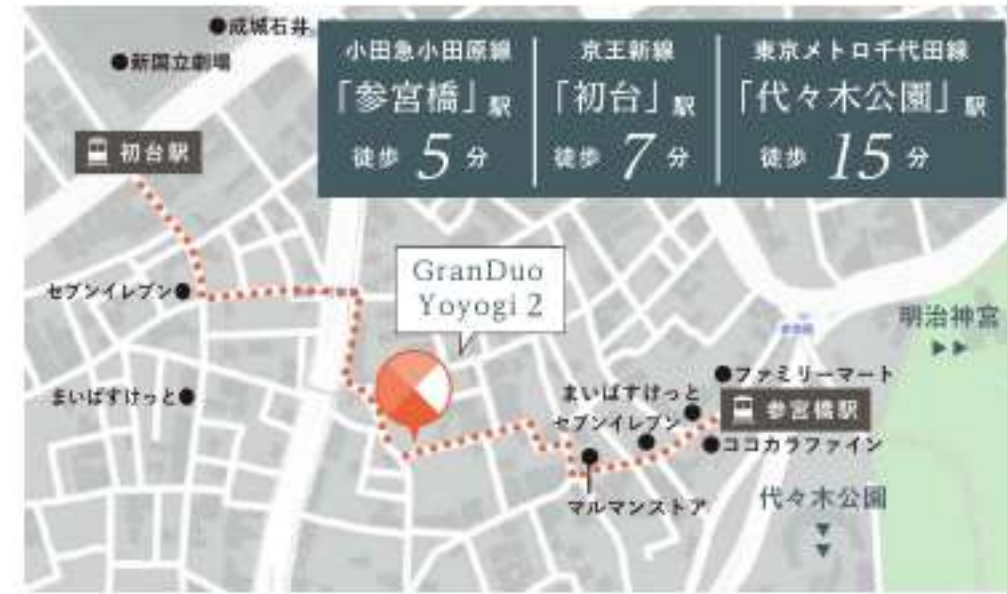 成城石井
新国立劇場
小田急小田原線
「参宮橋」駅
徒歩 5 分
京王新線
「初台」駅
徒歩 7 分
東京メトロ千代田線
「代々木公園」駅
徒歩 15 分
初台駅
セブンイレブン
GranDuo
Yoyogi 2
明治神宮
まいばすけっと
ファミリーマート
まいばすけっと
セブンイレブン
参宮橋駅
ココカラファイン
マルマンストア
代々木公園